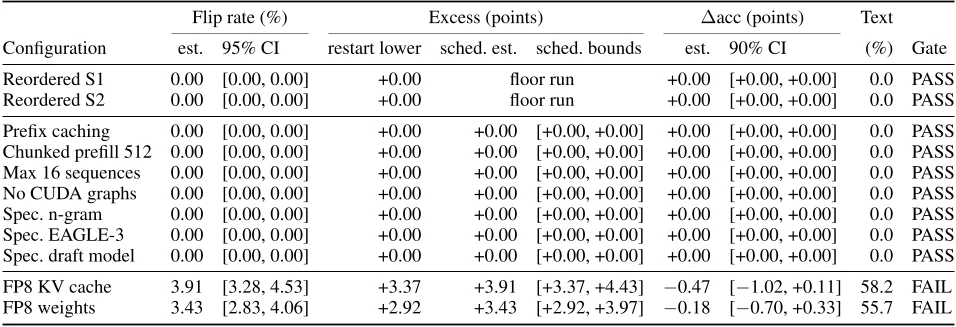 Flip rate (%) Excess (points) Δacc (points) Text
Configuration est. 95% CI restart lower sched. est. sched. bounds est. 90% CI (%) Gate
Reordered S1 0.00 [0.00, 0.00] +0.00 floor run +0.00 [+0.00, +0.00] 0.0 PASS
Reordered S2 0.00 [0.00, 0.00] +0.00 floor run +0.00 [+0.00, +0.00] 0.0 PASS
Prefix caching 0.00 [0.00, 0.00] +0.00 +0.00 [+0.00, +0.00] +0.00 [+0.00, +0.00] 0.0 PASS
Chunked prefill 512 0.00 [0.00, 0.00] +0.00 +0.00 [+0.00, +0.00] +0.00 [+0.00, +0.00] 0.0 PASS
Max 16 sequences 0.00 [0.00, 0.00] +0.00 +0.00 [+0.00, +0.00] +0.00 [+0.00, +0.00] 0.0 PASS
No CUDA graphs 0.00 [0.00, 0.00] +0.00 +0.00 [+0.00, +0.00] +0.00 [+0.00, +0.00] 0.0 PASS
Spec. n-gram 0.00 [0.00, 0.00] +0.00 +0.00 [+0.00, +0.00] +0.00 [+0.00, +0.00] 0.0 PASS
Spec. EAGLE-3 0.00 [0.00, 0.00] +0.00 +0.00 [+0.00, +0.00] +0.00 [+0.00, +0.00] 0.0 PASS
Spec. draft model 0.00 [0.00, 0.00] +0.00 +0.00 [+0.00, +0.00] +0.00 [+0.00, +0.00] 0.0 PASS
FP8 KV cache 3.91 [3.28, 4.53] +3.37 +3.91 [+3.37, +4.43] −0.47 [−1.02, +0.11] 58.2 FAIL
FP8 weights 3.43 [2.83, 4.06] +2.92 +3.43 [+2.92, +3.97] −0.18 [−0.70, +0.33] 55.7 FAIL